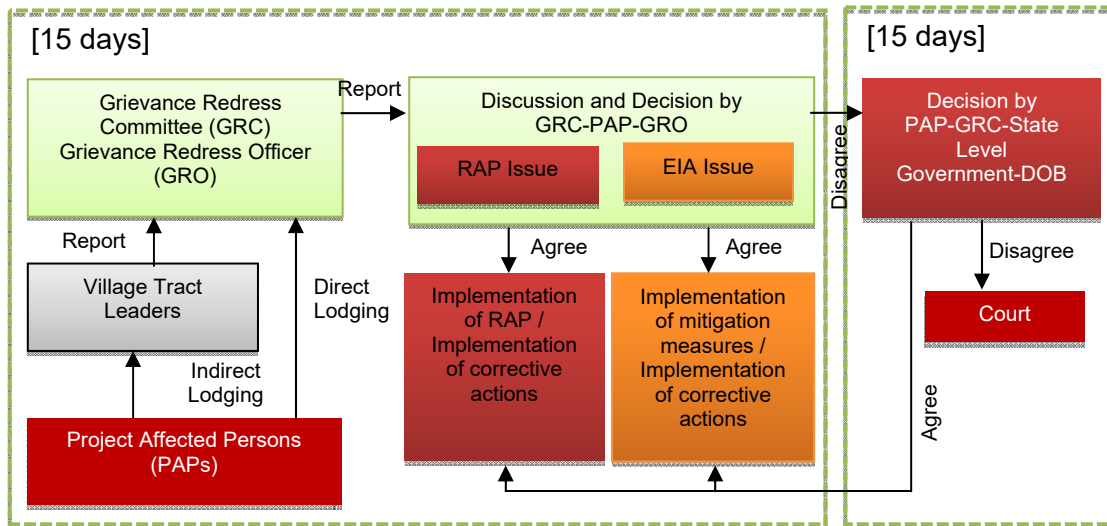 [15 days]
Grievance Redress
Committee (GRC)
Grievance Redress Officer
(GRO)
Report
Discussion and Decision by
GRC-PAP-GRO
RAP Issue
EIA Issue
Disagree
[15 days]
Decision by
PAP-GRC-State
Level
Government-DOB
Report
Village Tract
Leaders
Direct
Lodging
Indirect
Lodging
Project Affected Persons
(PAPs)
Agree
Agree
Implementation
of RAP /
Implementation
of corrective
actions
Implementation
of mitigation
measures /
Implementation
of corrective
actions
Disagree
Court
Agree